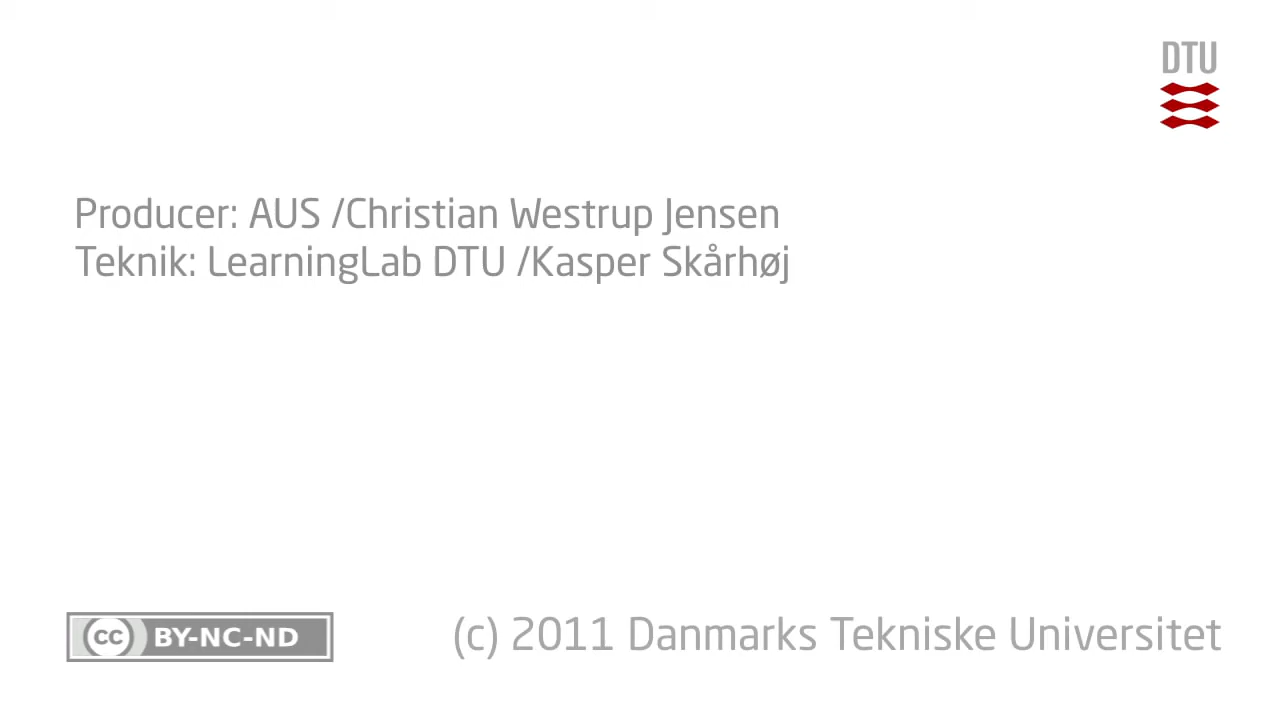 DTU
Producer: AUS /Christian Westrup Jensen
Teknik: LearningLab DTU /Kasper Skårhøj
cc BY-NC-ND
(c) 2011 Danmarks Tekniske Universitet